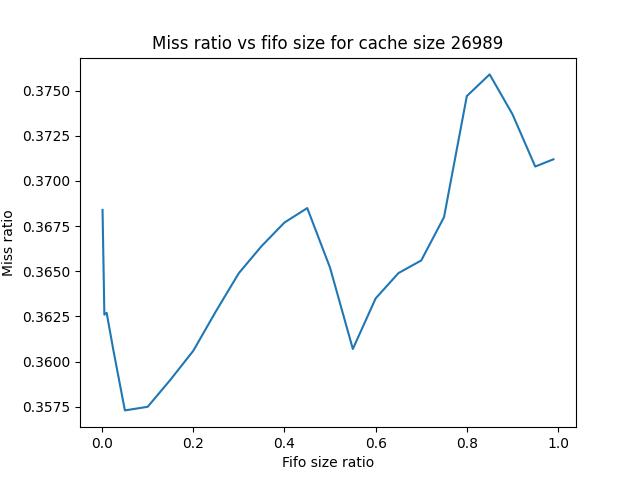 Miss ratio vs fifo size for cache size 26989
0.3750
0.3725
0.3700
0.3675
0.3650
0.3625
0.3600
0.3575
Miss ratio
0.0 0.2 0.4 0.6 0.8 1.0
Fifo size ratio